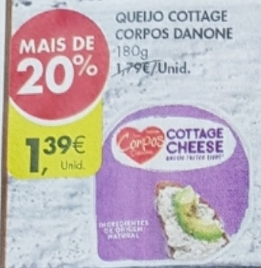 QUEIJO COTTAGE
CORPOS DANONE
180g
1,79€/Unid.
MAIS DE
20%
1,39€
Unid.
Corpos
Danone
COTTAGE
CHEESE
INGREDIENTES
DE ORIGEM
NATURAL